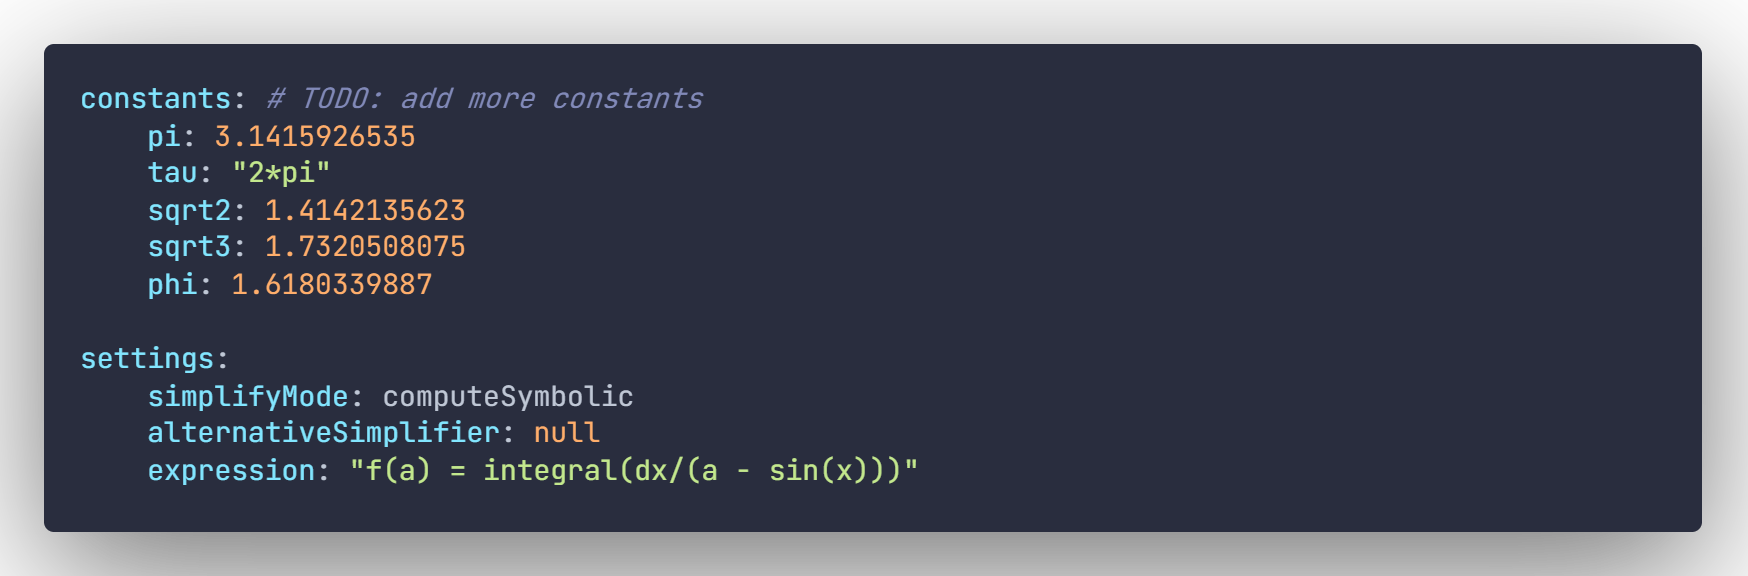 constants: # TODO: add more constants
    pi: 3.1415926535
    tau: "2*pi"
    sqrt2: 1.4142135623
    sqrt3: 1.7320508075
    phi: 1.6180339887

settings:
    simplifyMode: computeSymbolic
    alternativeSimplifier: null
    expression: "f(a) = integral(dx/(a - sin(x)))"